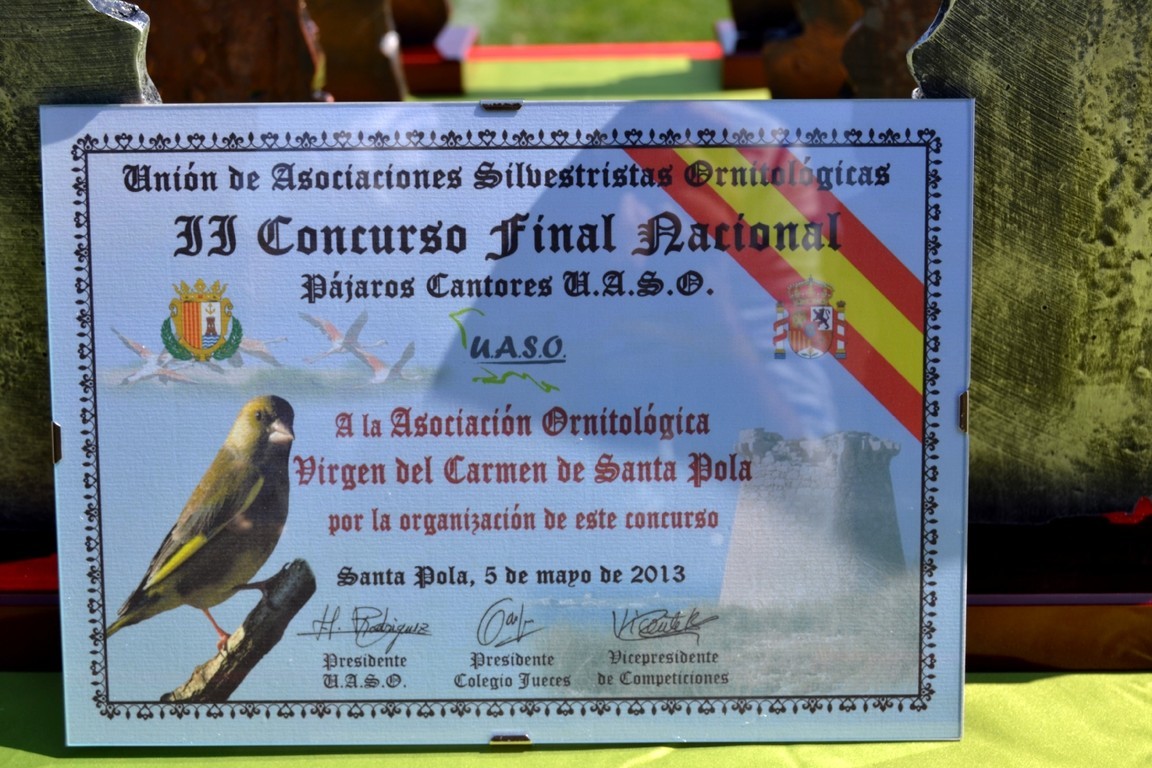 Unión de Asociaciones Silvestristas Ornitológicas
II Concurso Final Nacional
Pájaros Cantores U.A.S.O.
U.A.S.O.
A la Asociación Ornitológica
Virgen del Carmen de Santa Pola
por la organización de este concurso
Santa Pola, 5 de mayo de 2013
H. Rodriguez
Presidente Presidente Vicepresidente
U.A.S.O. Colegio Jueces de Competiciones